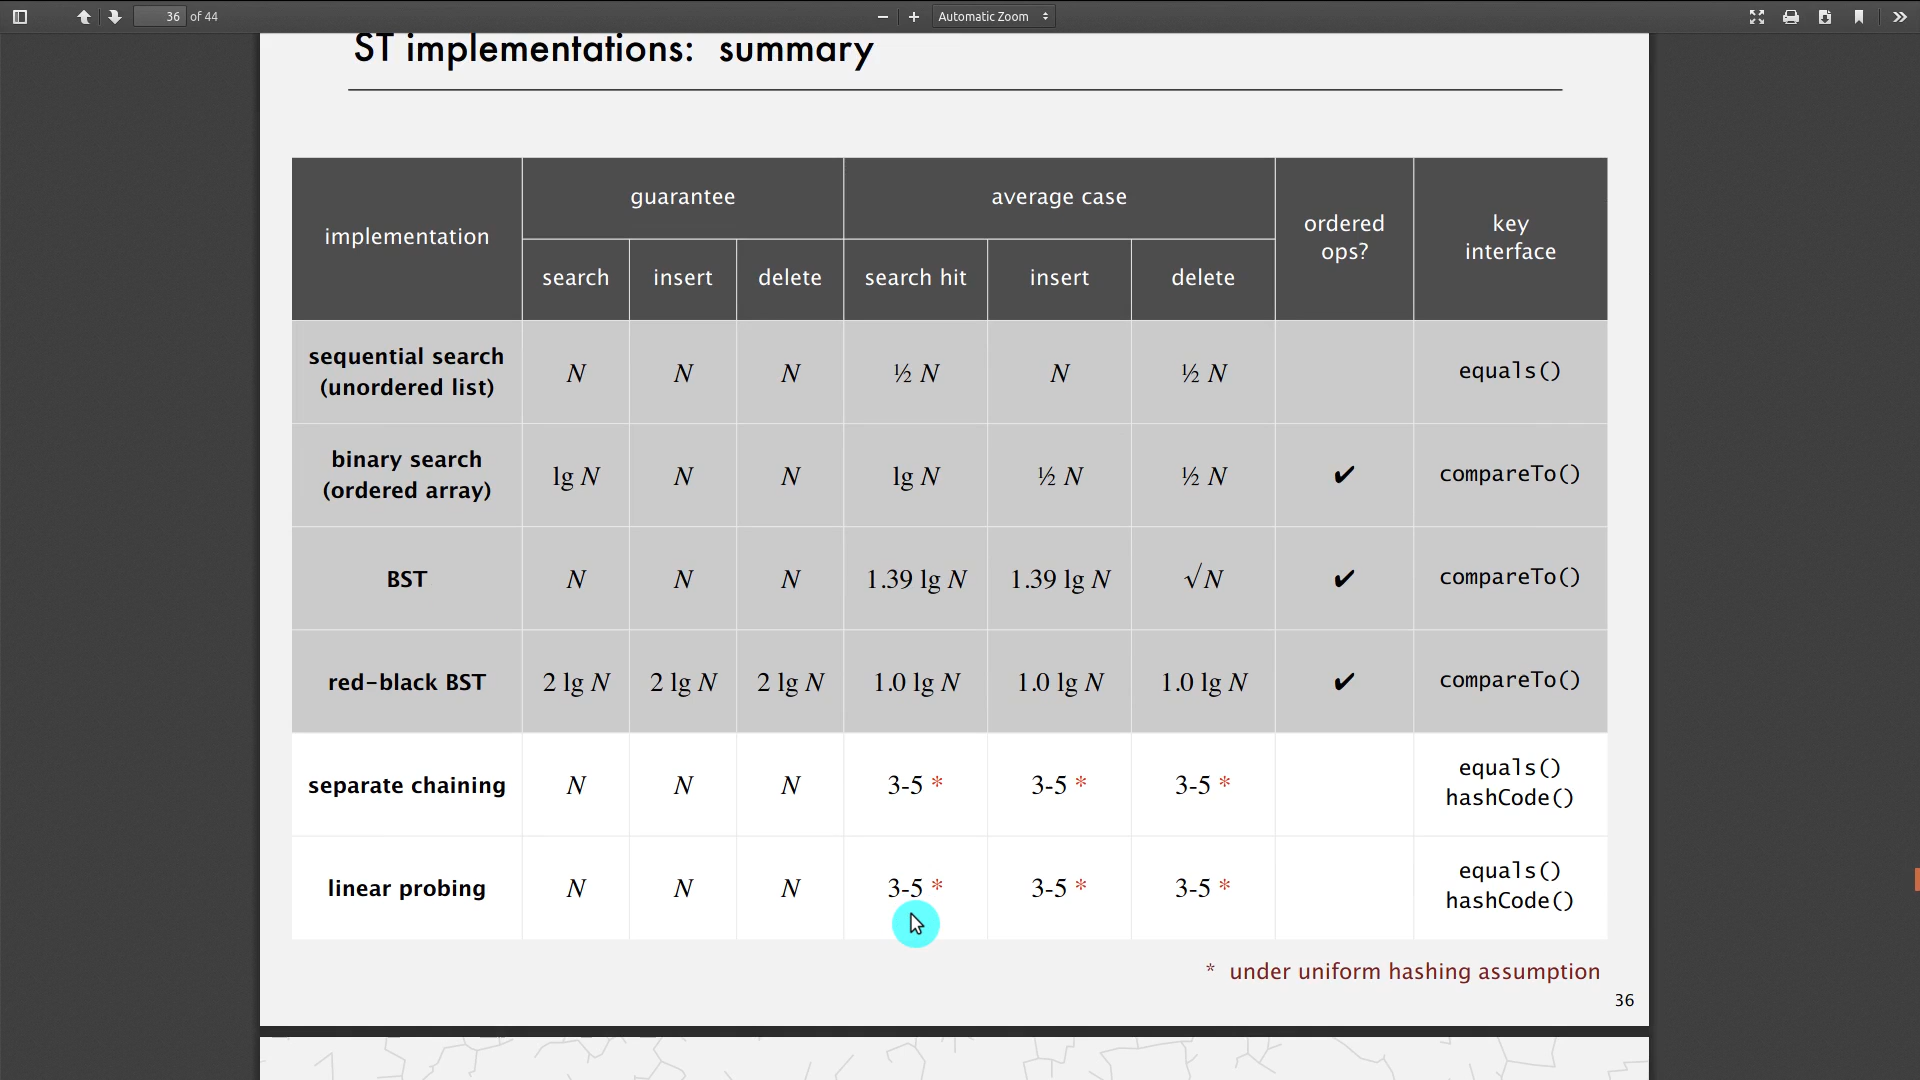 36 of 44
Automatic Zoom
ST implementations: summary
implementation
guarantee
average case
ordered
ops?
key
interface
search insert delete search hit insert delete
sequential search
(unordered list)
N N N ½ N N ½ N
equals()
binary search
(ordered array)
lg N N N lg N ½ N ½ N ✔ compareTo()
BST N N N 1.39 lg N 1.39 lg N √N ✔ compareTo()
red-black BST 2 lg N 2 lg N 2 lg N 1.0 lg N 1.0 lg N 1.0 lg N ✔ compareTo()
separate chaining N N N 3-5 * 3-5 * 3-5 *
equals()
hashCode()
linear probing N N N 3-5 * 3-5 * 3-5 *
equals()
hashCode()
* under uniform hashing assumption
36